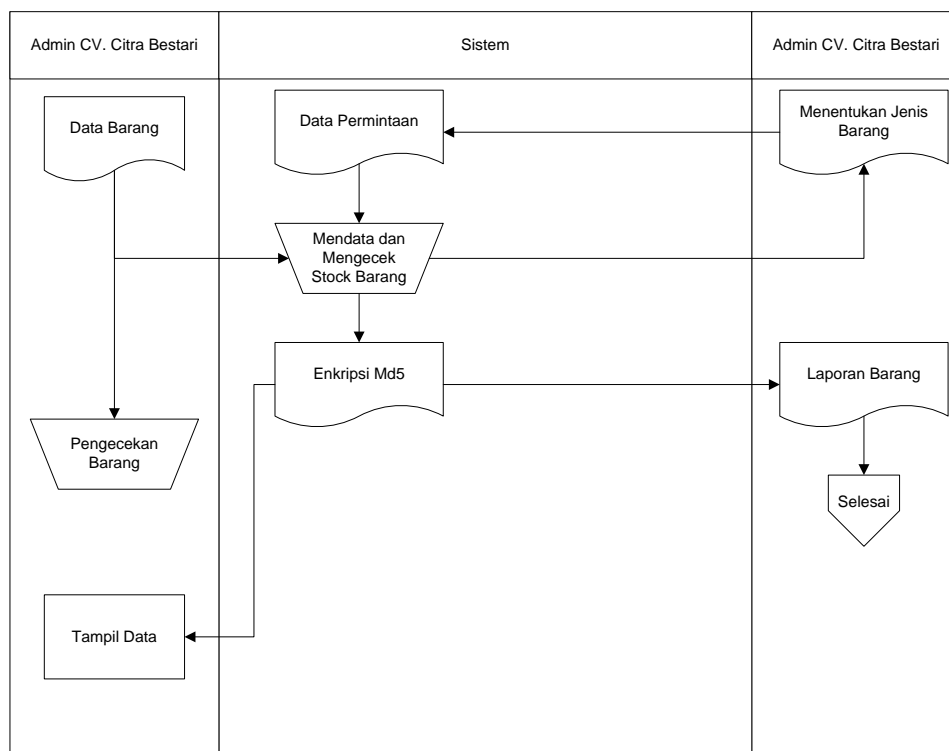 Admin CV. Citra Bestari
Sistem
Admin CV. Citra Bestari
Data Barang
Data Permintaan
Menentukan Jenis
Barang
Mendata dan
Mengecek
Stock Barang
Enkripsi Md5
Laporan Barang
Pengecekan
Barang
Selesai
Tampil Data